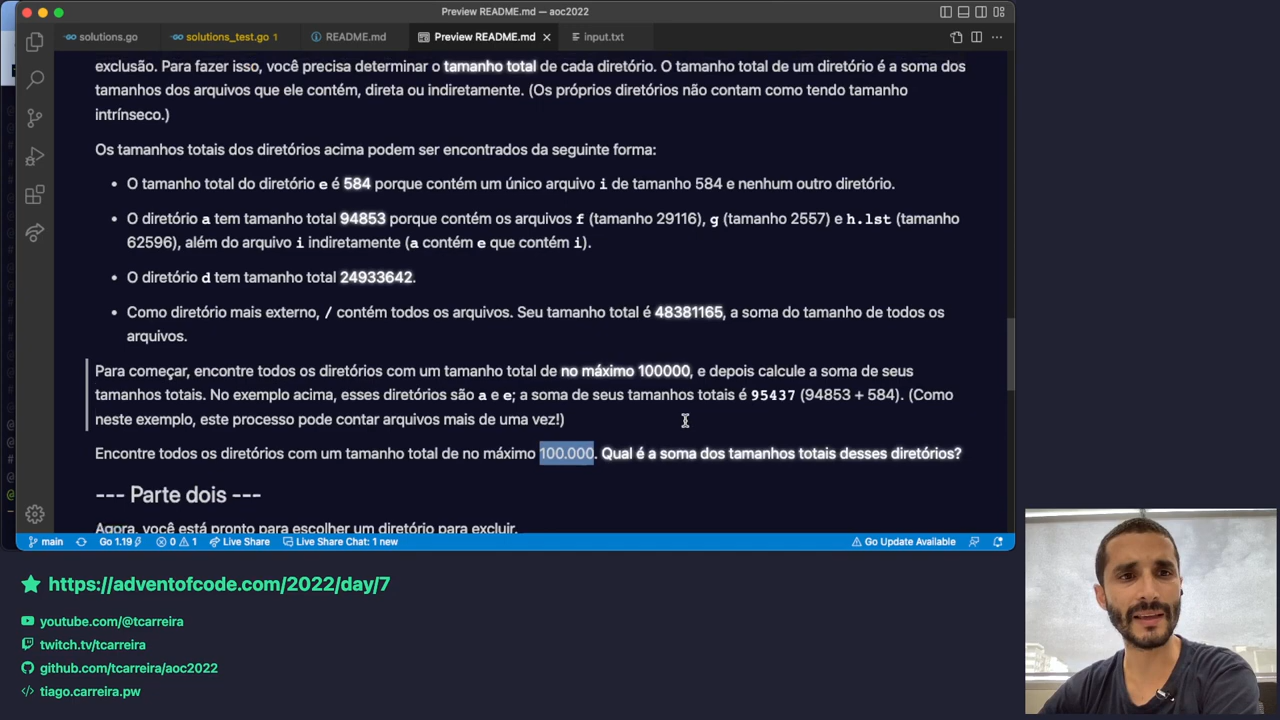 Preview README.md — aoc2022
solutions.go
solutions_test.go 1
README.md
Preview README.md
input.txt
exclusão. Para fazer isso, você precisa determinar o tamanho total de cada diretório. O tamanho total de um diretório é a soma dos
tamanhos dos arquivos que ele contém, direta ou indiretamente. (Os próprios diretórios não contam como tendo tamanho
intrínseco.)
Os tamanhos totais dos diretórios acima podem ser encontrados da seguinte forma:
• O tamanho total do diretório e é 584 porque contém um único arquivo i de tamanho 584 e nenhum outro diretório.
• O diretório a tem tamanho total 94853 porque contém os arquivos f (tamanho 29116), g (tamanho 2557) e h.lst (tamanho
62596), além do arquivo i indiretamente (a contém e que contém i).
• O diretório d tem tamanho total 24933642.
• Como diretório mais externo, / contém todos os arquivos. Seu tamanho total é 48381165, a soma do tamanho de todos os
arquivos.
Para começar, encontre todos os diretórios com um tamanho total de no máximo 100000, e depois calcule a soma de seus
tamanhos totais. No exemplo acima, esses diretórios são a e e; a soma de seus tamanhos totais é 95437 (94853 + 584). (Como
neste exemplo, este processo pode contar arquivos mais de uma vez!)
Encontre todos os diretórios com um tamanho total de no máximo 100.000. Qual é a soma dos tamanhos totais desses diretórios?
--- Parte dois ---
Agora, você está pronto para escolher um diretório para excluir.
main Go 1.19 0 1 Live Share Live Share Chat: 1 new Go Update Available
https://adventofcode.com/2022/day/7
youtube.com/@tcarreira
twitch.tv/tcarreira
github.com/tcarreira/aoc2022
tiago.carreira.pw